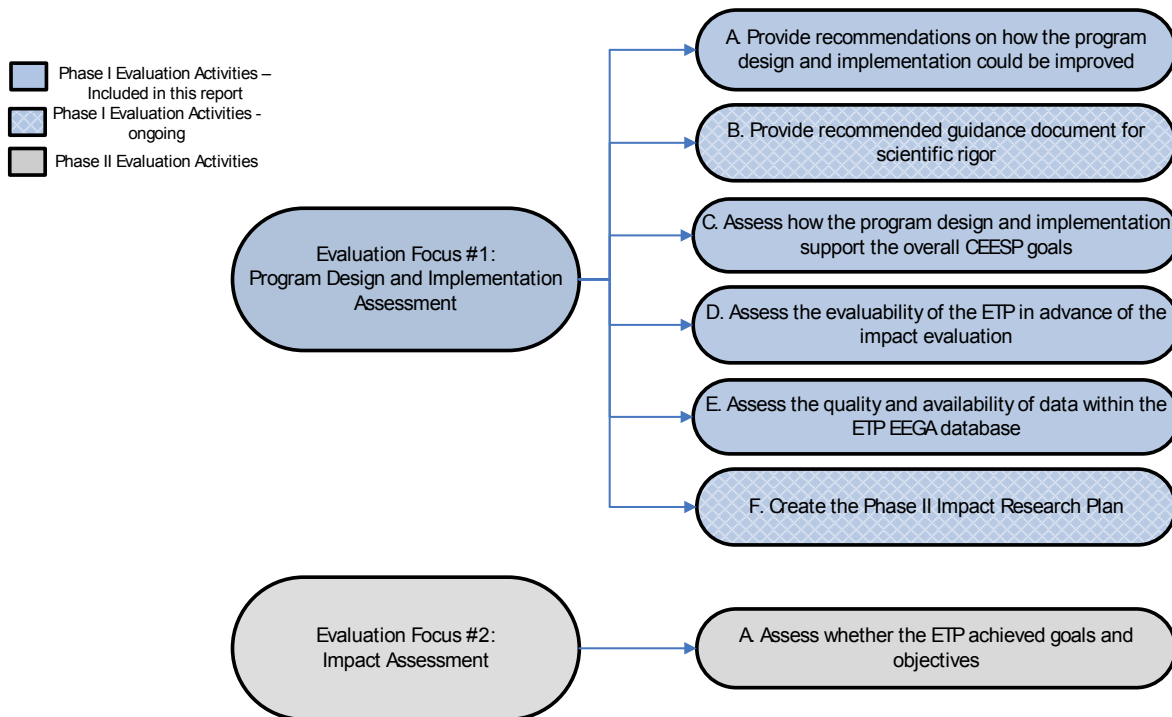 Phase I Evaluation Activities –
Included in this report
Phase I Evaluation Activities -
ongoing
Phase II Evaluation Activities
Evaluation Focus #1:
Program Design and Implementation
Assessment
A. Provide recommendations on how the program
design and implementation could be improved
B. Provide recommended guidance document for
scientific rigor
C. Assess how the program design and implementation
support the overall CEESP goals
D. Assess the evaluability of the ETP in advance of the
impact evaluation
E. Assess the quality and availability of data within the
ETP EEGA database
F. Create the Phase II Impact Research Plan
Evaluation Focus #2:
Impact Assessment
A. Assess whether the ETP achieved goals and
objectives